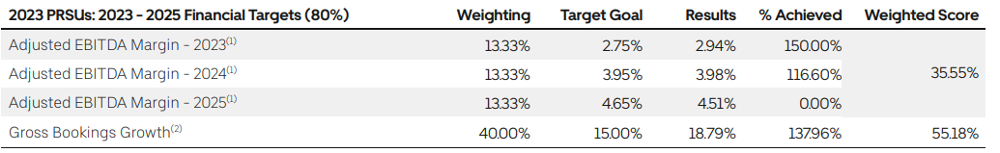 2023 PRSUs: 2023 - 2025 Financial Targets (80%) Weighting Target Goal Results % Achieved Weighted Score
Adjusted EBITDA Margin - 2023(1) 13.33% 2.75% 2.94% 150.00%
Adjusted EBITDA Margin - 2024(1) 13.33% 3.95% 3.98% 116.60% 35.55%
Adjusted EBITDA Margin - 2025(1) 13.33% 4.65% 4.51% 0.00%
Gross Bookings Growth(2) 40.00% 15.00% 18.79% 137.96% 55.18%